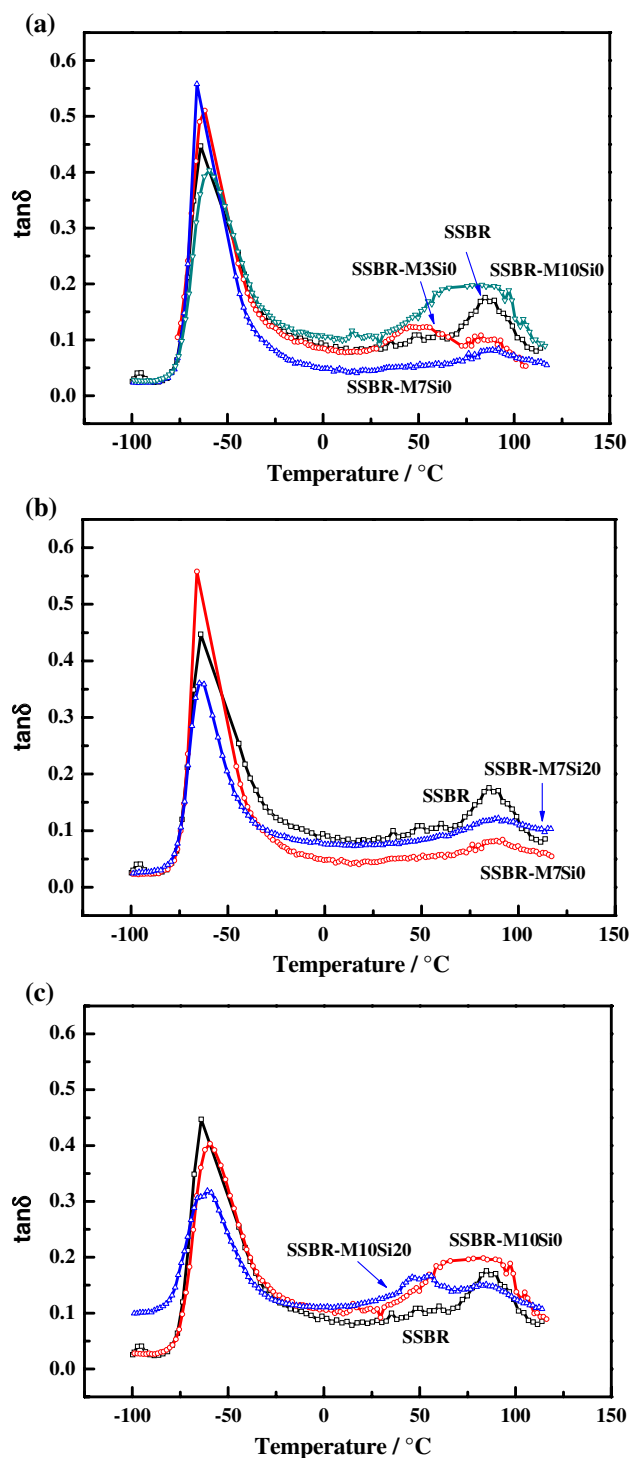 (a)
0.6
0.5
0.4
0.3
0.2
0.1
0.0
tanδ
SSBR
SSBR-M3Si0
SSBR-M10Si0
SSBR-M7Si0
-100 -50 0 50 100 150
Temperature / °C
(b)
0.6
0.5
0.4
0.3
0.2
0.1
0.0
tanδ
SSBR-M7Si20
SSBR
SSBR-M7Si0
-100 -50 0 50 100 150
Temperature / °C
(c)
0.6
0.5
0.4
0.3
0.2
0.1
0.0
tanδ
SSBR-M10Si0
SSBR-M10Si20
SSBR
-100 -50 0 50 100 150
Temperature / °C